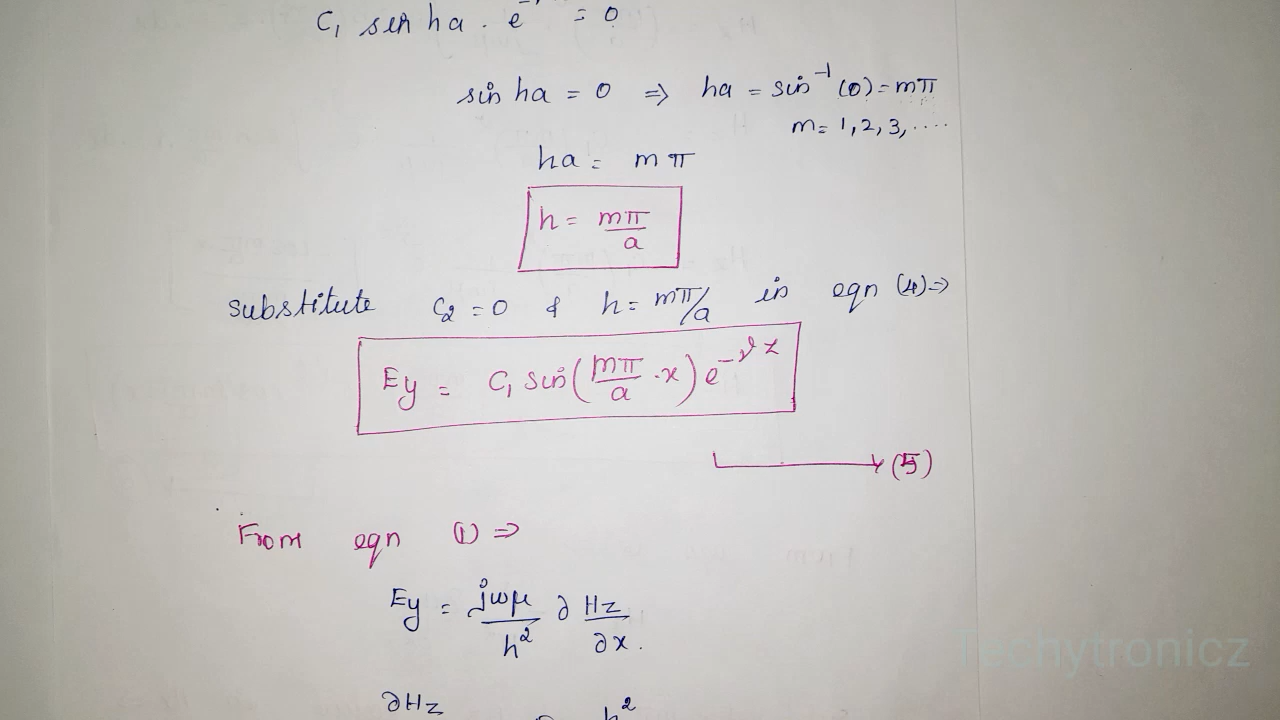 C₁ sin ha . e⁻ = 0
sin ha = 0 ⇒ ha = sin⁻¹(0) = mπ
m = 1, 2, 3, ....
ha = mπ
h = mπ/a
substitute C₂ = 0 & h = mπ/a in eqn (4) ⇒
Ey = C₁ sin(mπ/a · x) e^(-γz)
(5)
From eqn (1) ⇒
Ey = jωμ/h² ∂Hz/∂x.
∂Hz h²
Techytronicz